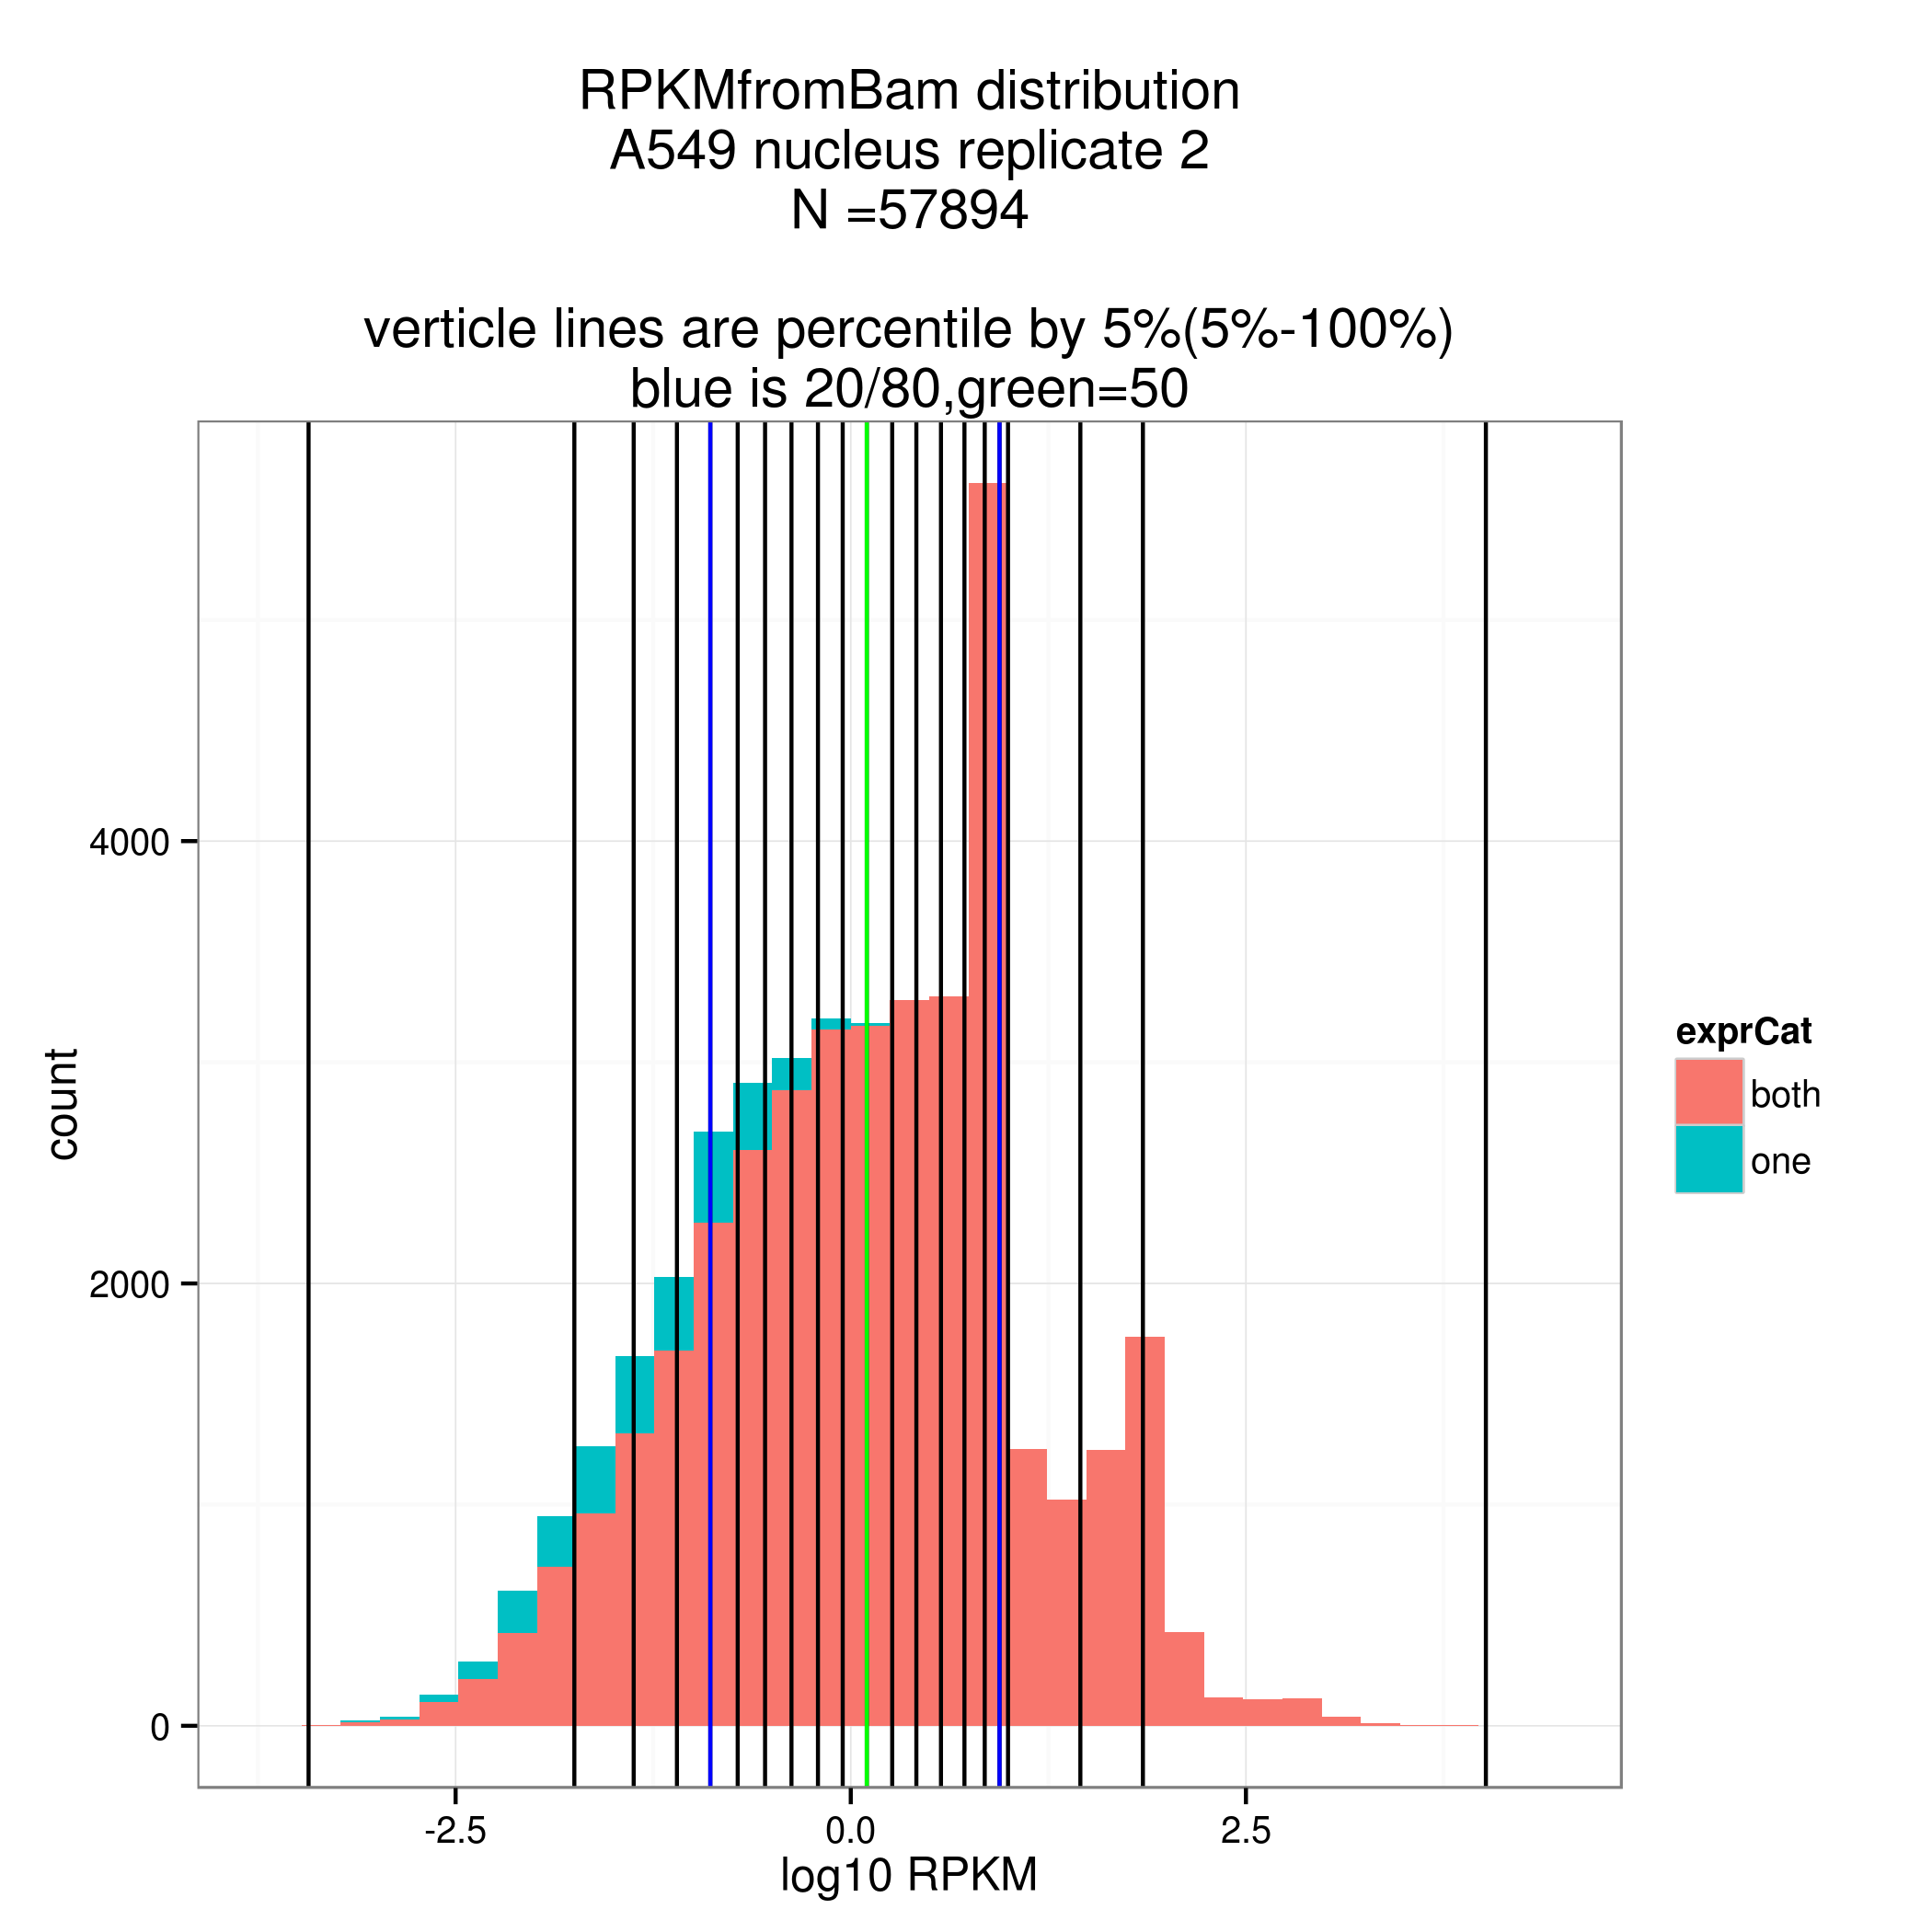 RPKMfromBam distribution
A549 nucleus replicate 2
N =57894
verticle lines are percentile by 5%(5%-100%)
blue is 20/80,green=50
4000
2000
0
count
-2.5
0.0
2.5
log10 RPKM
exprCat
both
one